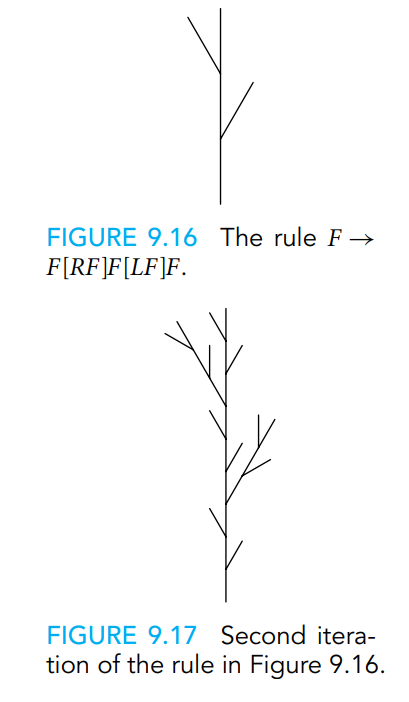 FIGURE 9.16 The rule F →
F[RF]F[LF]F.
FIGURE 9.17 Second itera-
tion of the rule in Figure 9.16.